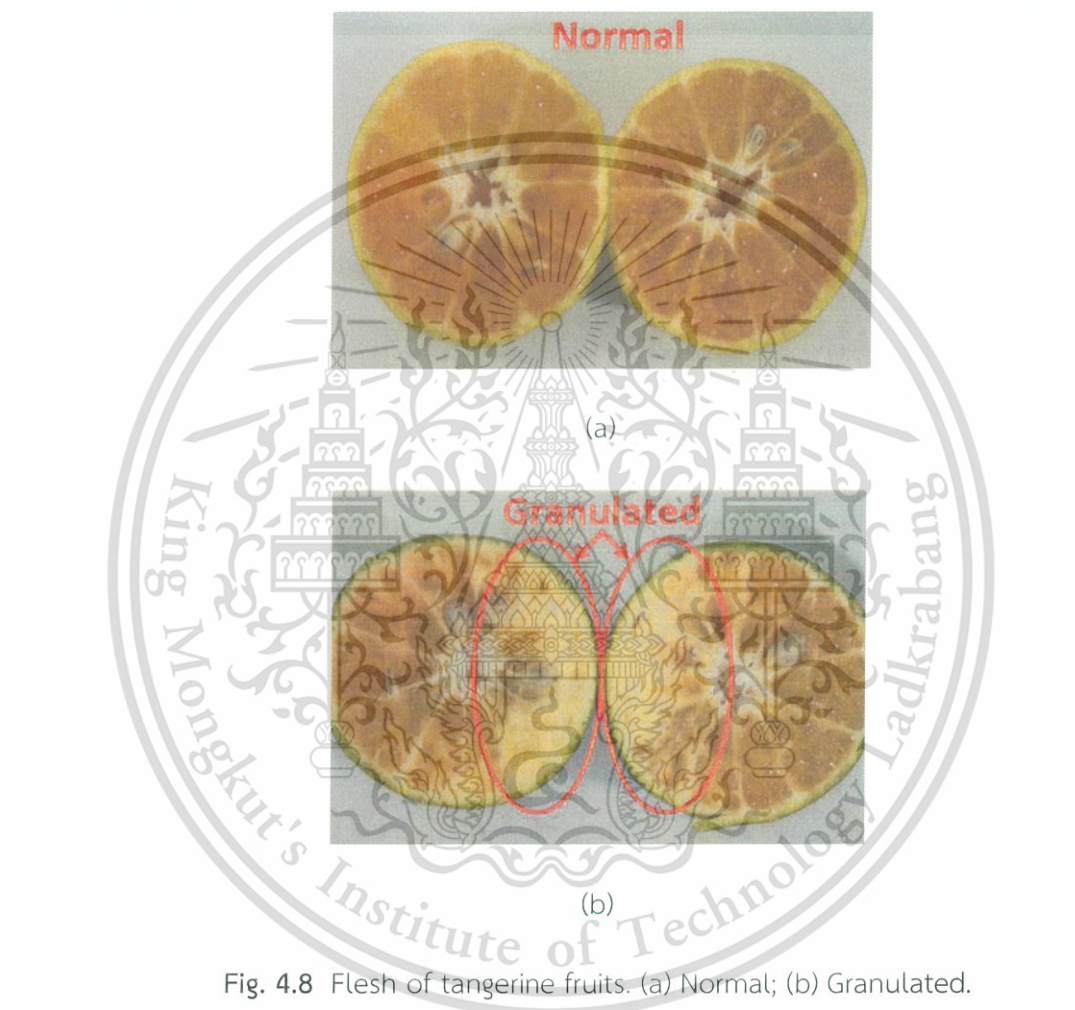 Normal
(a)
Granulated
(b)
King Mongkut's Institute of Technology Ladkrabang
Fig. 4.8 Flesh of tangerine fruits. (a) Normal; (b) Granulated.